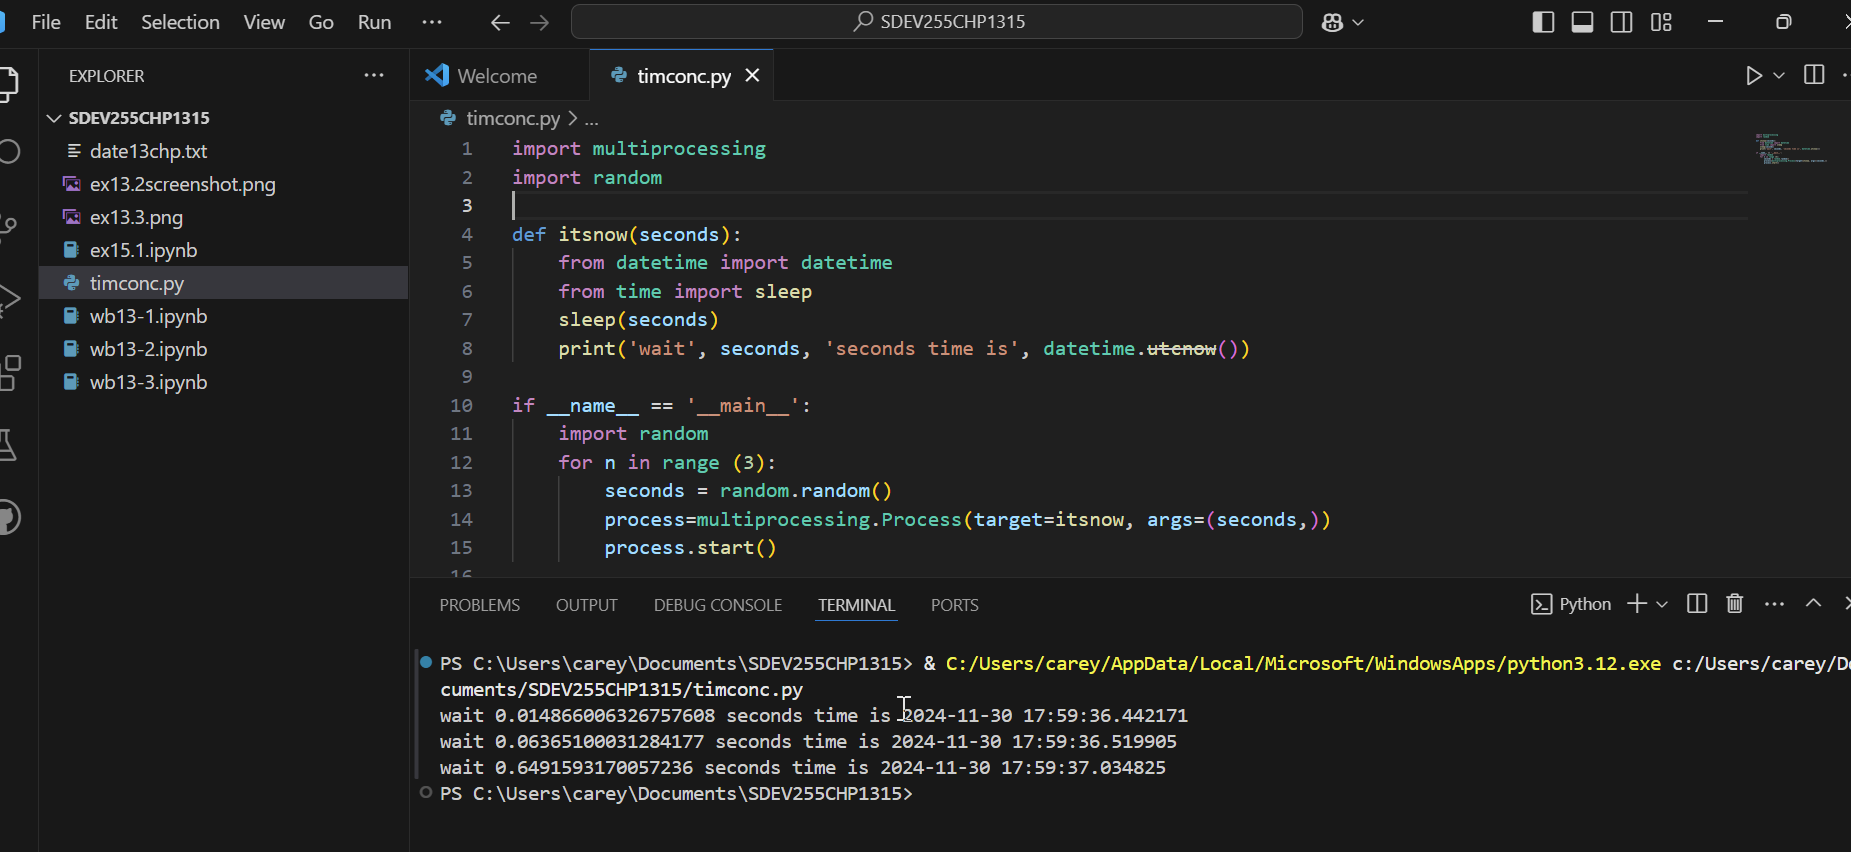 File Edit Selection View Go Run ··· SDEV255CHP1315
EXPLORER ···
SDEV255CHP1315
date13chp.txt
ex13.2screenshot.png
ex13.3.png
ex15.1.ipynb
timconc.py
wb13-1.ipynb
wb13-2.ipynb
wb13-3.ipynb
Welcome timconc.py
timconc.py > ...
1 import multiprocessing
2 import random
3
4 def itsnow(seconds):
5     from datetime import datetime
6     from time import sleep
7     sleep(seconds)
8     print('wait', seconds, 'seconds time is', datetime.utcnow())
9
10 if __name__ == '__main__':
11     import random
12     for n in range (3):
13         seconds = random.random()
14         process=multiprocessing.Process(target=itsnow, args=(seconds,))
15         process.start()
16
PROBLEMS OUTPUT DEBUG CONSOLE TERMINAL PORTS Python
PS C:\Users\carey\Documents\SDEV255CHP1315> & C:/Users/carey/AppData/Local/Microsoft/WindowsApps/python3.12.exe c:/Users/carey/Do
cuments/SDEV255CHP1315/timconc.py
wait 0.014866006326757608 seconds time is 2024-11-30 17:59:36.442171
wait 0.06365100031284177 seconds time is 2024-11-30 17:59:36.519905
wait 0.6491593170057236 seconds time is 2024-11-30 17:59:37.034825
PS C:\Users\carey\Documents\SDEV255CHP1315>